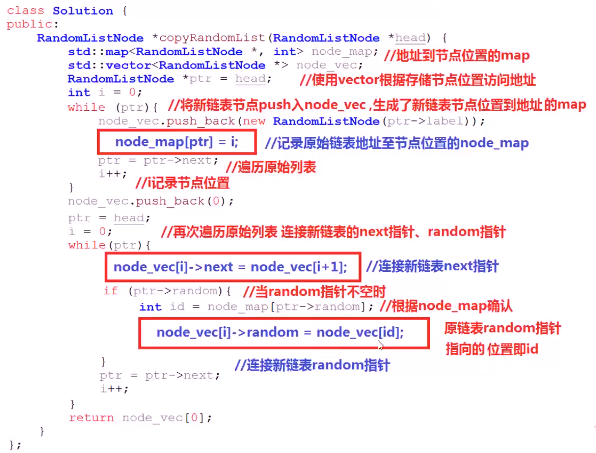 class Solution {
public:
RandomListNode *copyRandomList(RandomListNode *head) {
std::map<RandomListNode *, int> node_map; //地址到节点位置的map
std::vector<RandomListNode *> node_vec;
RandomListNode *ptr = head; //使用vector根据存储节点位置访问地址
int i = 0;
while (ptr){ //将新链表节点push入node_vec ,生成了新链表节点位置到地址的map
node_vec.push_back(new RandomListNode(ptr->label));
node_map[ptr] = i; //记录原始链表地址至节点位置的node_map
ptr = ptr->next; //遍历原始列表
i++; //i记录节点位置
}
node_vec.push_back(0);
ptr = head;
i = 0; //再次遍历原始列表 连接新链表的next指针、random指针
while(ptr){
node_vec[i]->next = node_vec[i+1]; //连接新链表next指针
if (ptr->random){ //当random指针不空时
int id = node_map[ptr->random]; //根据node_map确认
node_vec[i]->random = node_vec[id]; 原链表random指针
指向的 位置即id
} //连接新链表random指针
ptr = ptr->next;
i++;
}
return node_vec[0];
}
};